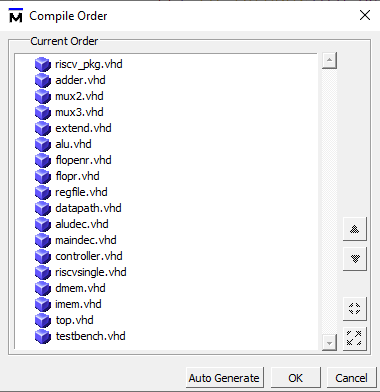 Compile Order
Current Order
riscv_pkg.vhd
adder.vhd
mux2.vhd
mux3.vhd
extend.vhd
alu.vhd
flopenr.vhd
flopr.vhd
regfile.vhd
datapath.vhd
aludec.vhd
maindec.vhd
controller.vhd
riscvsingle.vhd
dmem.vhd
imem.vhd
top.vhd
testbench.vhd
Auto Generate OK Cancel